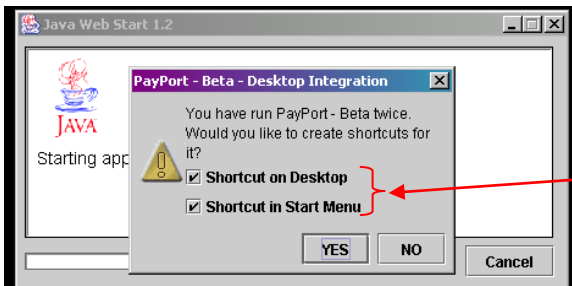 Java Web Start 1.2
JAVA
Starting app
PayPort - Beta - Desktop Integration
You have run PayPort - Beta twice.
Would you like to create shortcuts for
it?
Shortcut on Desktop
Shortcut in Start Menu
YES NO
Cancel